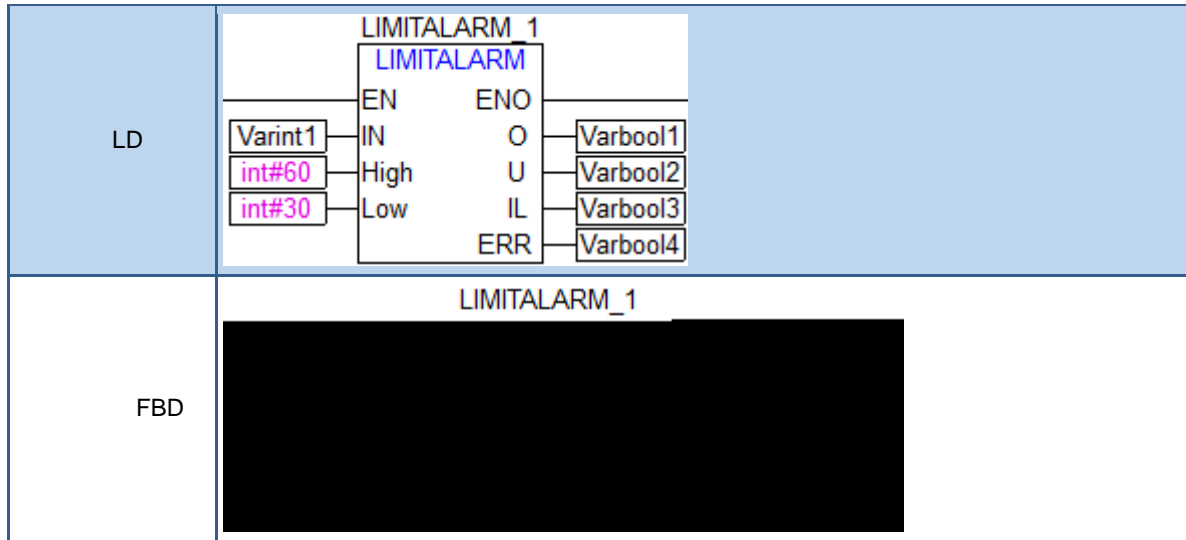 LIMITALARM_1
LIMITALARM
EN ENO
LD
Varint1 IN O Varbool1
int#60 High U Varbool2
int#30 Low IL Varbool3
ERR Varbool4
LIMITALARM_1
FBD